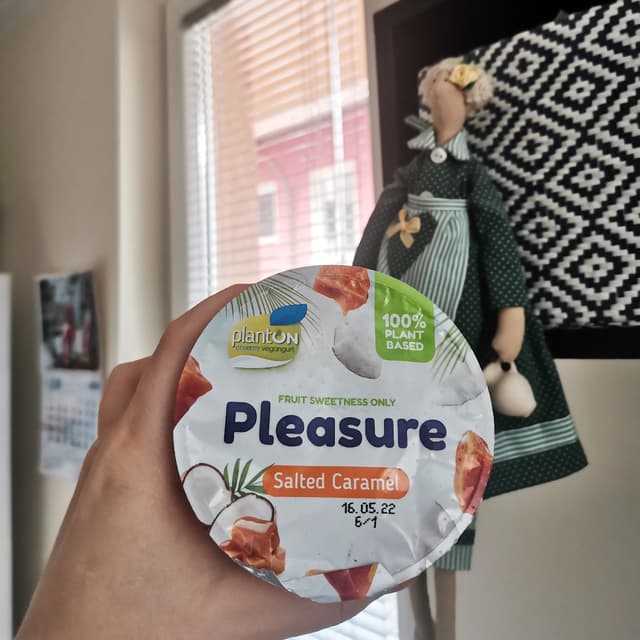 plantON
creamy vegangurt
100%
PLANT
BASED
FRUIT SWEETNESS ONLY
Pleasure
Salted Caramel
16.05.22
6/1